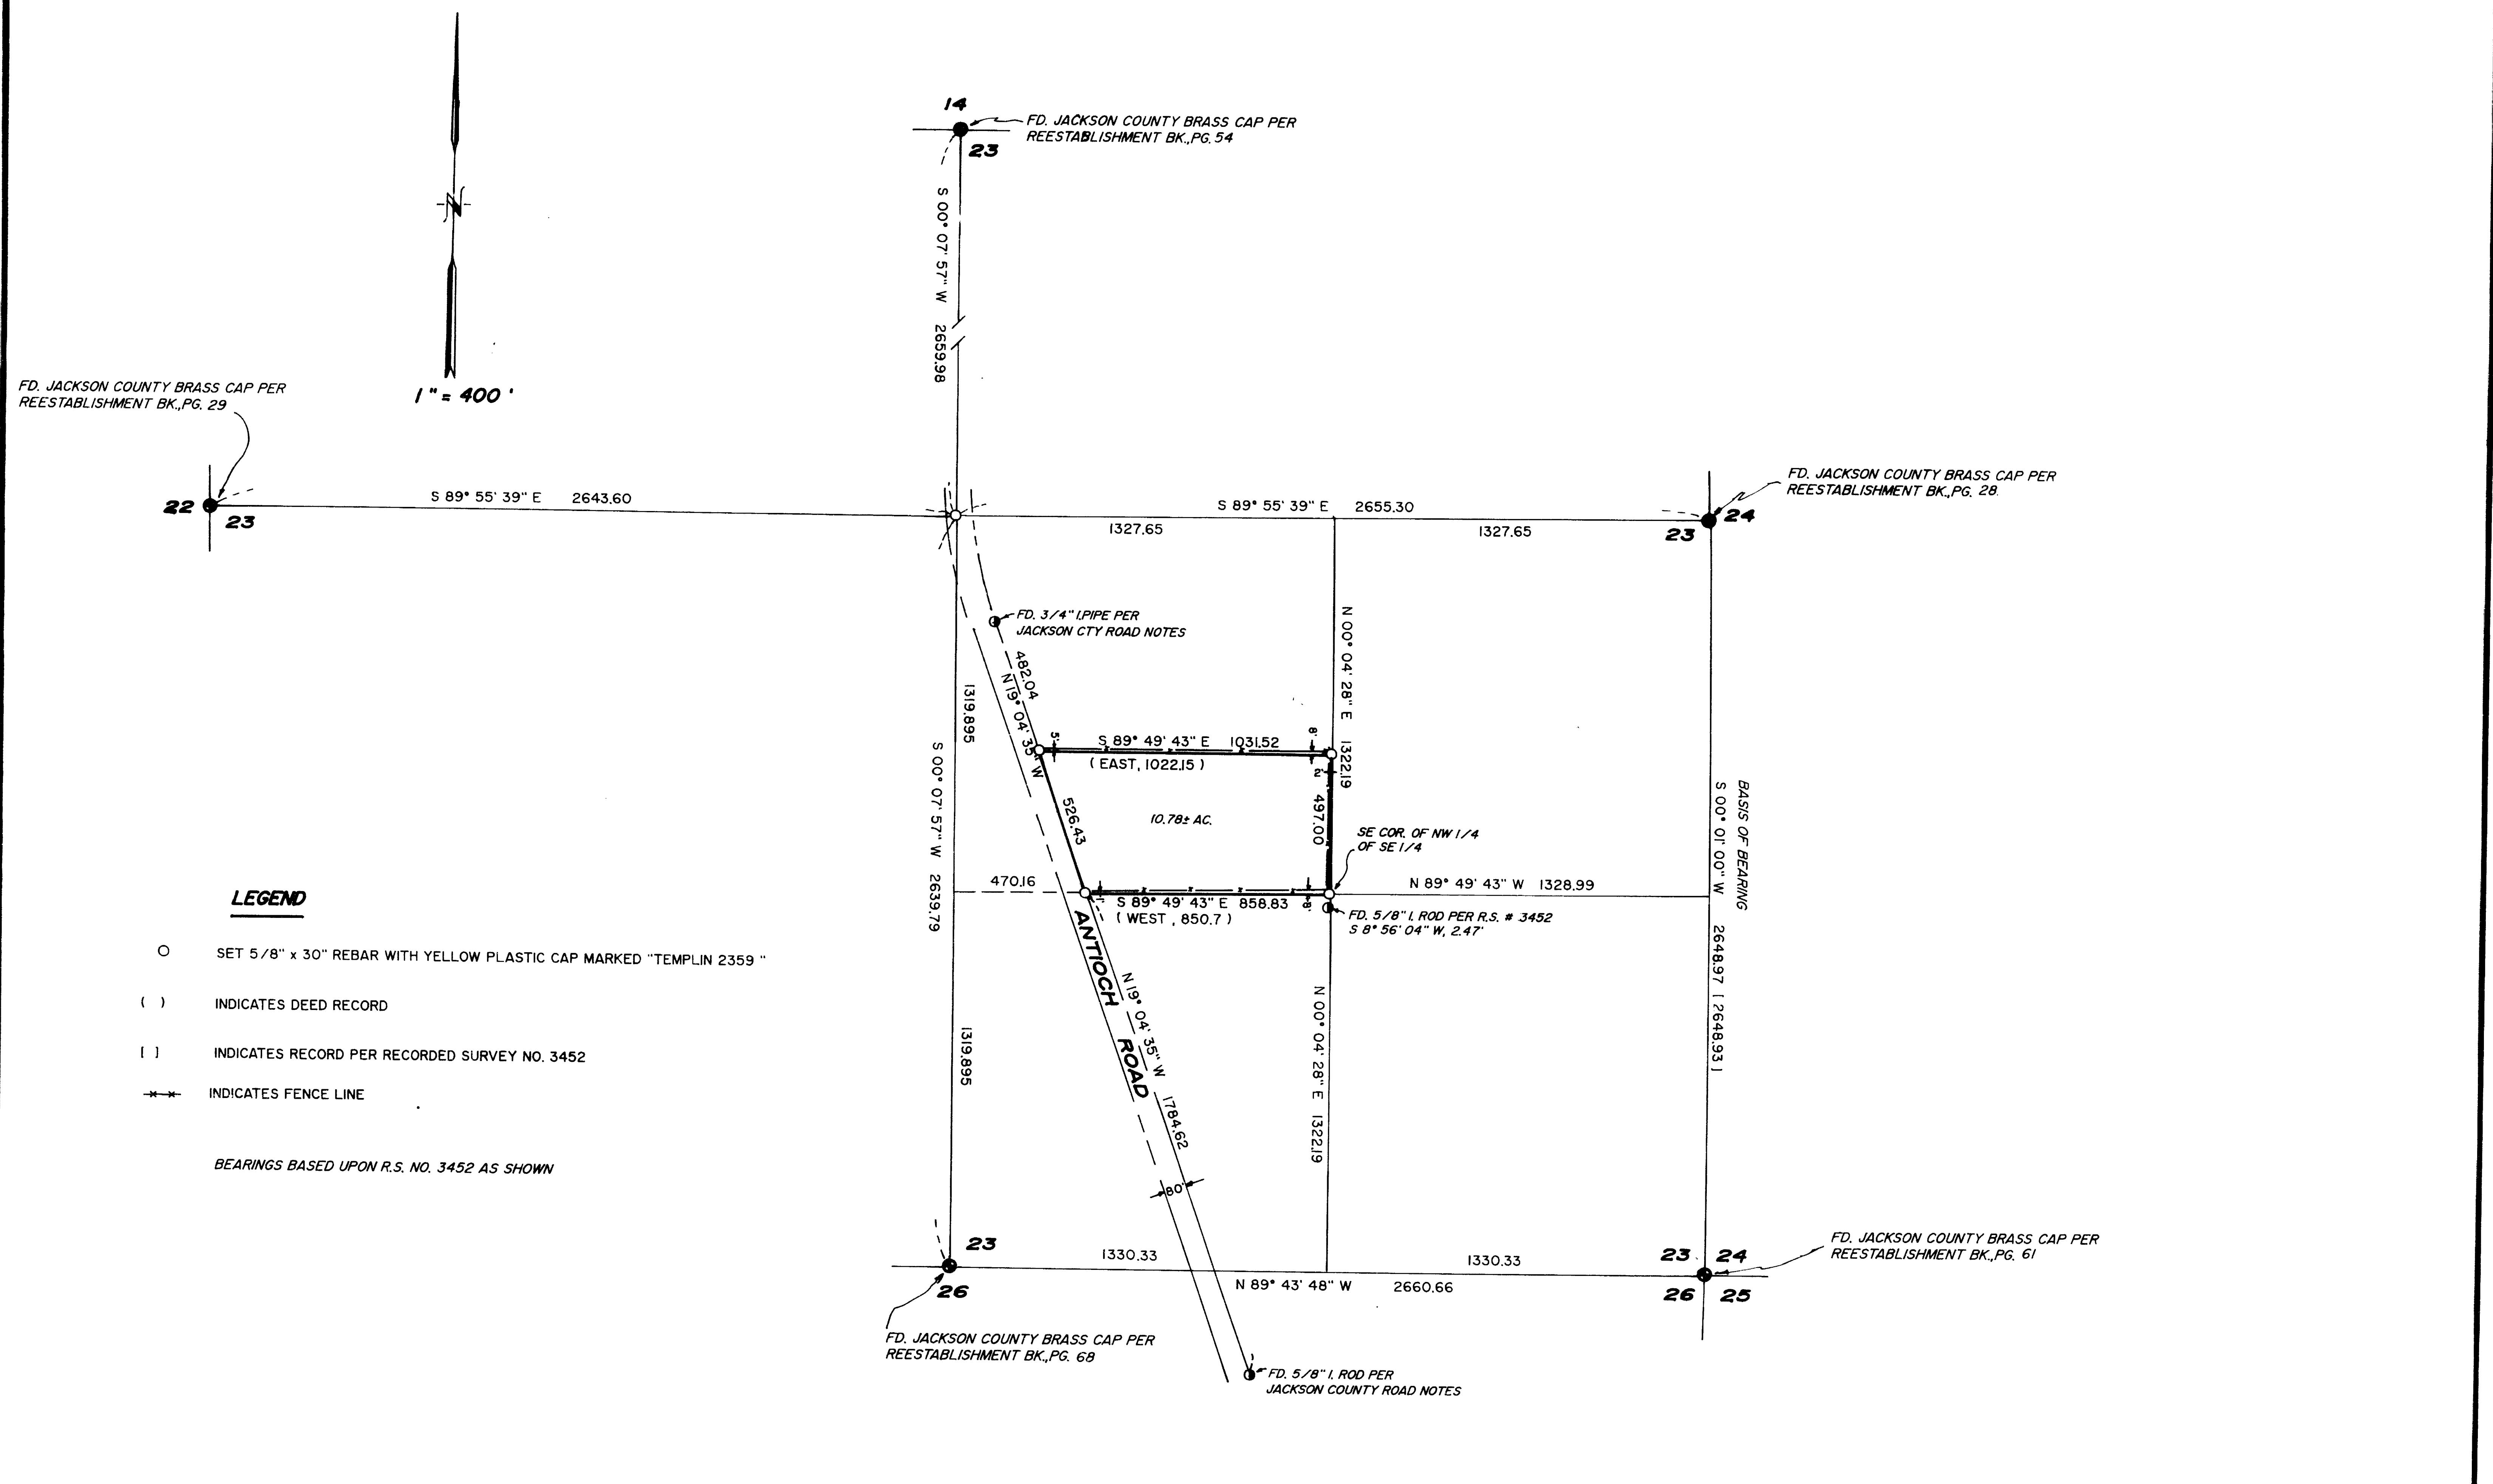 14
FD. JACKSON COUNTY BRASS CAP PER
REESTABLISHMENT BK.,PG. 54
23
N
S 00° 07' 57" W 2659.98
1" = 400'
FD. JACKSON COUNTY BRASS CAP PER
REESTABLISHMENT BK.,PG. 29
22
23
S 89° 55' 39" E 2643.60
S 89° 55' 39" E 2655.30
1327.65
1327.65
FD. JACKSON COUNTY BRASS CAP PER
REESTABLISHMENT BK.,PG. 28
24
23
FD. 3/4" I.PIPE PER
JACKSON CTY ROAD NOTES
482.04
N 19° 04' 35" W
1319.895
N 00° 04' 28" E 1322.19
5'
S 89° 49' 43" E 1031.52
8'
( EAST, 1022.15 )
2'
497.00
526.43
10.78± AC.
SE COR. OF NW 1/4
OF SE 1/4
S 00° 07' 57" W 2639.79
470.16
1'
S 89° 49' 43" E 858.83
8'
( WEST , 850.7 )
N 89° 49' 43" W 1328.99
FD. 5/8" I. ROD PER R.S. # 3452
S 8° 56' 04" W, 2.47'
BASIS OF BEARING
S 00° 01' 00" W 2648.97 [ 2648.93 ]
ANTIOCH ROAD
N 19° 04' 35" W 1784.62
1319.895
N 00° 04' 28" E 1322.19
80'
LEGEND
SET 5/8" x 30" REBAR WITH YELLOW PLASTIC CAP MARKED "TEMPLIN 2359 "
( ) INDICATES DEED RECORD
[ ] INDICATES RECORD PER RECORDED SURVEY NO. 3452
INDICATES FENCE LINE
BEARINGS BASED UPON R.S. NO. 3452 AS SHOWN
23
26
1330.33
1330.33
N 89° 43' 48" W 2660.66
23 24
26 25
FD. JACKSON COUNTY BRASS CAP PER
REESTABLISHMENT BK.,PG. 61
FD. JACKSON COUNTY BRASS CAP PER
REESTABLISHMENT BK.,PG. 68
FD. 5/8" I. ROD PER
JACKSON COUNTY ROAD NOTES